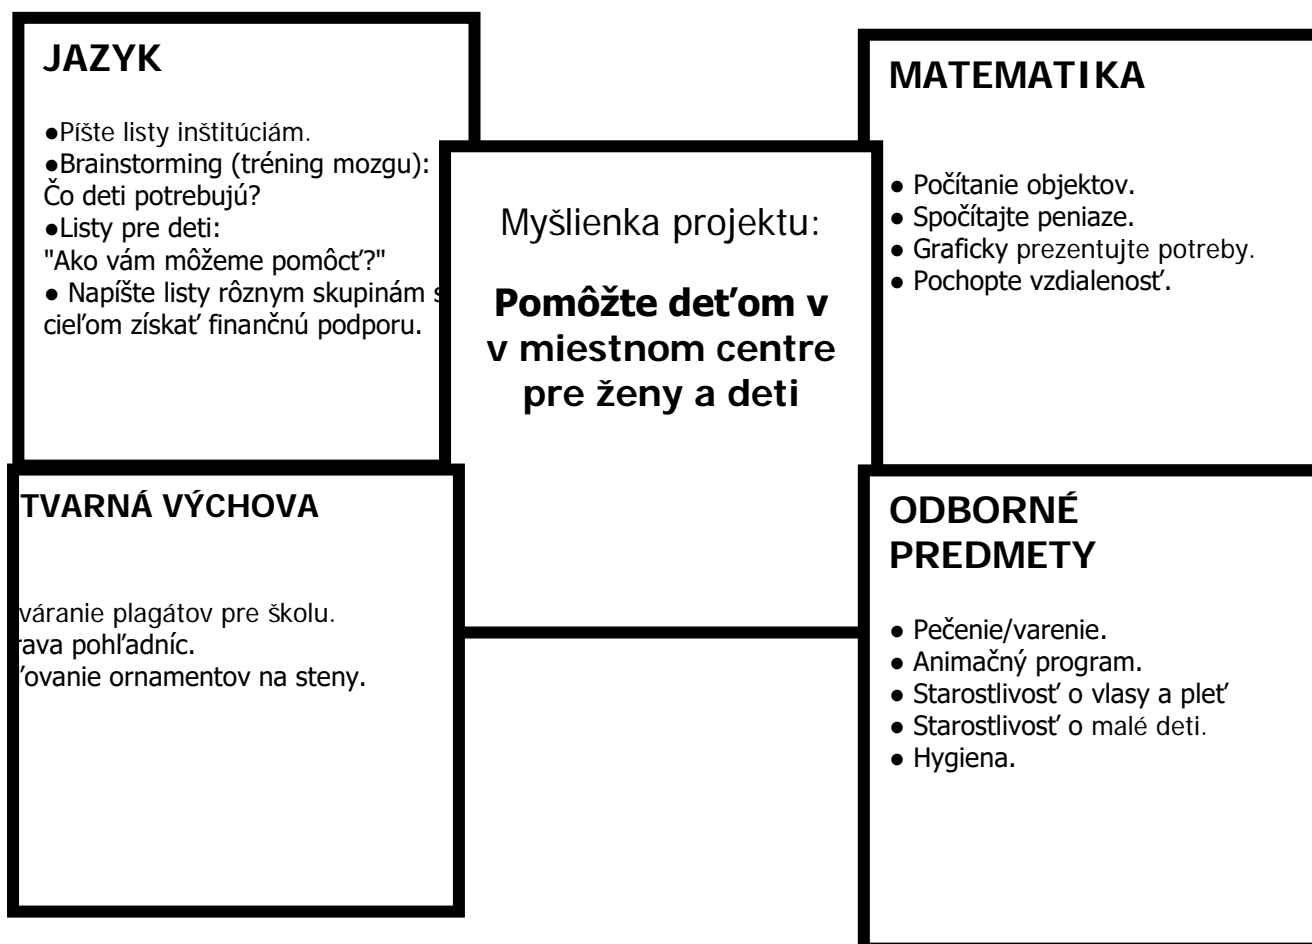 JAZYK
●Píšte listy inštitúciám.
●Brainstorming (tréning mozgu):
Čo deti potrebujú?
●Listy pre deti:
"Ako vám môžeme pomôcť?"
● Napíšte listy rôznym skupinám s
cieľom získať finančnú podporu.
Myšlienka projektu:
Pomôžte deťom v
v miestnom centre
pre ženy a deti
MATEMATIKA
● Počítanie objektov.
● Spočítajte peniaze.
● Graficky prezentujte potreby.
● Pochopte vzdialenosť.
TVARNÁ VÝCHOVA
váranie plagátov pre školu.
rava pohľadníc.
ľovanie ornamentov na steny.
ODBORNÉ
PREDMETY
● Pečenie/varenie.
● Animačný program.
● Starostlivosť o vlasy a pleť
● Starostlivosť o malé deti.
● Hygiena.